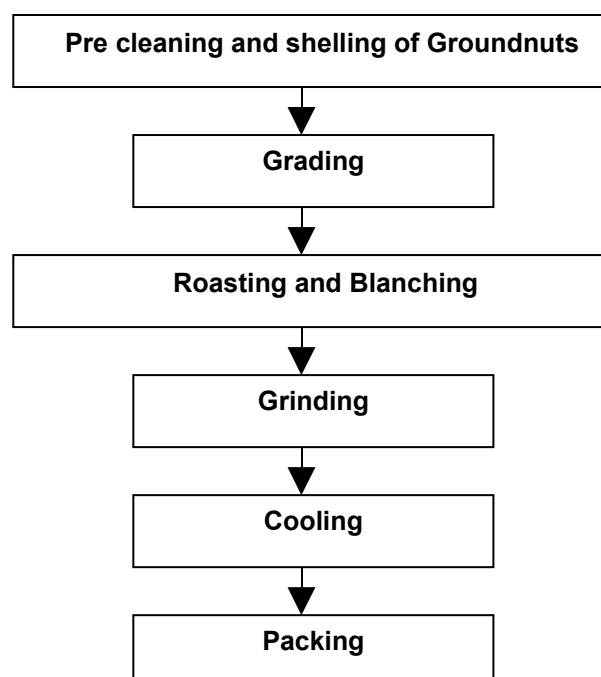 Pre cleaning and shelling of Groundnuts
Grading
Roasting and Blanching
Grinding
Cooling
Packing